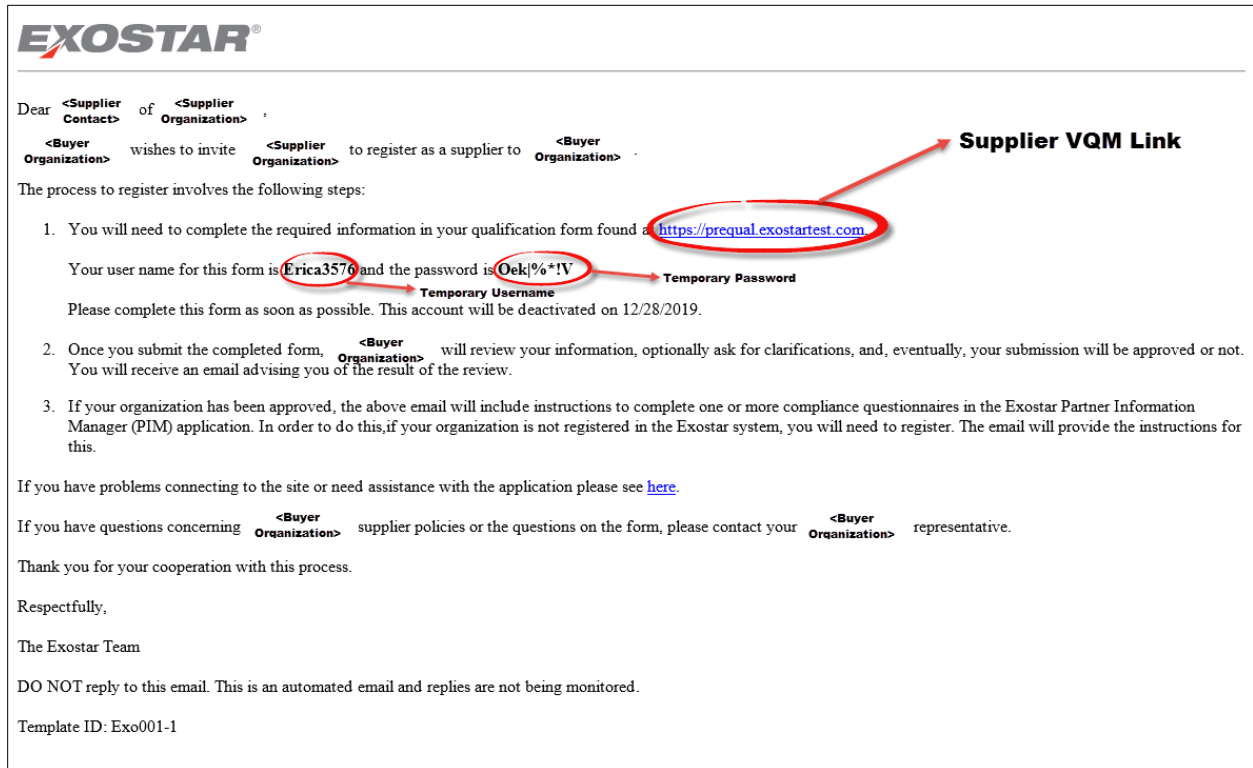 EXOSTAR®
Dear <Supplier Contact> of <Supplier Organization> ,
<Buyer Organization> wishes to invite <Supplier Organization> to register as a supplier to <Buyer Organization> .
Supplier VQM Link
The process to register involves the following steps:
1. You will need to complete the required information in your qualification form found a https://prequal.exostartest.com.
Your user name for this form is Erica3576 and the password is Oek|%*!V
Temporary Password
Temporary Username
Please complete this form as soon as possible. This account will be deactivated on 12/28/2019.
2. Once you submit the completed form, <Buyer Organization> will review your information, optionally ask for clarifications, and, eventually, your submission will be approved or not.
You will receive an email advising you of the result of the review.
3. If your organization has been approved, the above email will include instructions to complete one or more compliance questionnaires in the Exostar Partner Information
Manager (PIM) application. In order to do this,if your organization is not registered in the Exostar system, you will need to register. The email will provide the instructions for
this.
If you have problems connecting to the site or need assistance with the application please see here.
If you have questions concerning <Buyer Organization> supplier policies or the questions on the form, please contact your <Buyer Organization> representative.
Thank you for your cooperation with this process.
Respectfully,
The Exostar Team
DO NOT reply to this email. This is an automated email and replies are not being monitored.
Template ID: Exo001-1